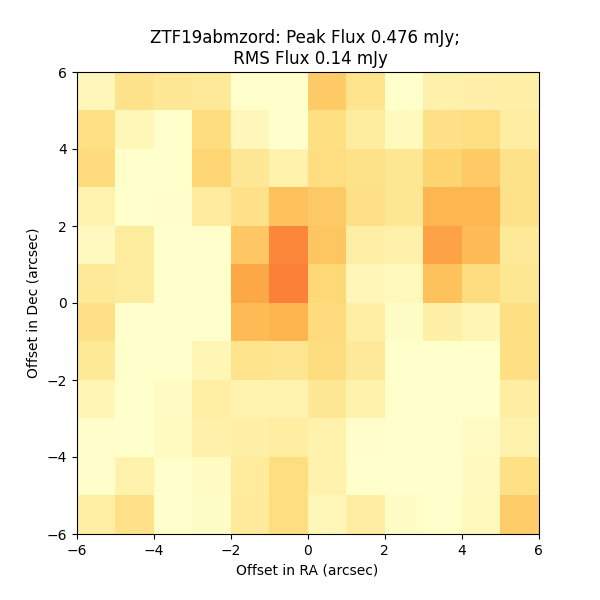 ZTF19abmzord: Peak Flux 0.476 mJy;
RMS Flux 0.14 mJy
6
4
2
0
−2
−4
−6
Offset in Dec (arcsec)
−6 −4 −2 0 2 4 6
Offset in RA (arcsec)